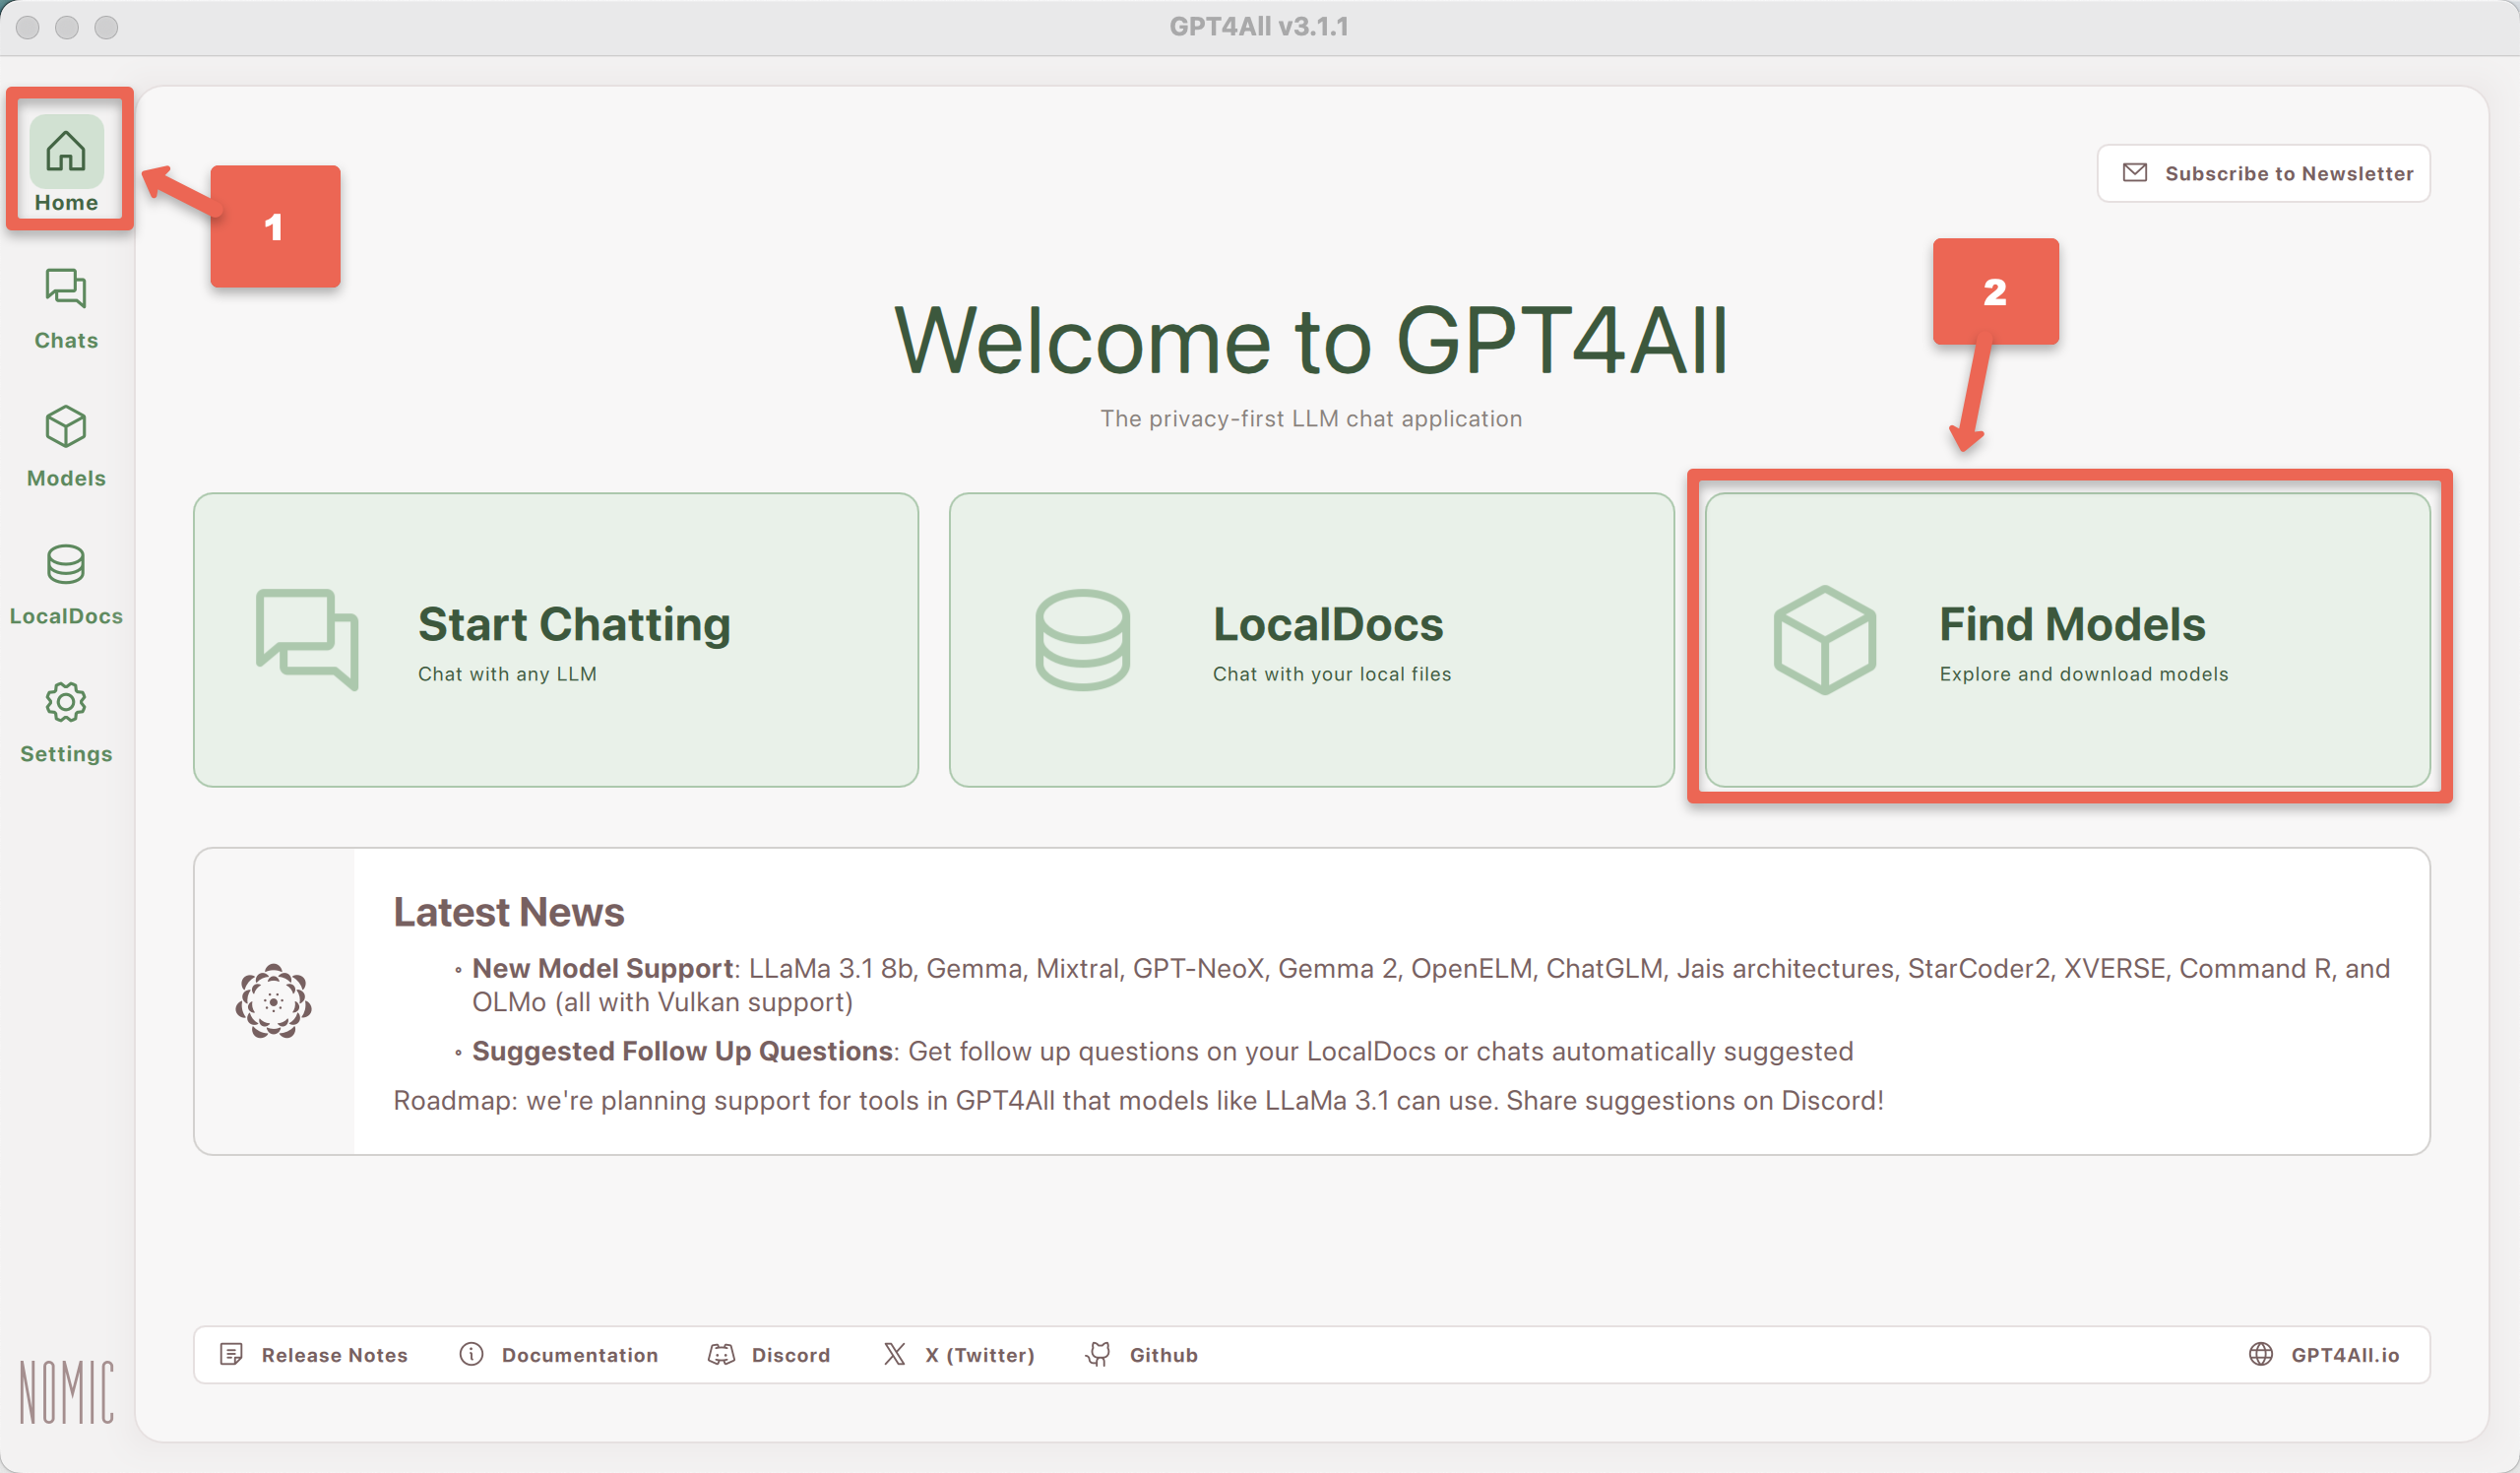 GPT4All v3.1.1
Home
1
Chats
Models
LocalDocs
Settings
NOMIC
Subscribe to Newsletter
2
Welcome to GPT4All
The privacy-first LLM chat application
Start Chatting
Chat with any LLM
LocalDocs
Chat with your local files
Find Models
Explore and download models
Latest News
◦ New Model Support: LLaMa 3.1 8b, Gemma, Mixtral, GPT-NeoX, Gemma 2, OpenELM, ChatGLM, Jais architectures, StarCoder2, XVERSE, Command R, and
OLMo (all with Vulkan support)
◦ Suggested Follow Up Questions: Get follow up questions on your LocalDocs or chats automatically suggested
Roadmap: we're planning support for tools in GPT4All that models like LLaMa 3.1 can use. Share suggestions on Discord!
Release Notes
Documentation
Discord
X (Twitter)
Github
GPT4All.io